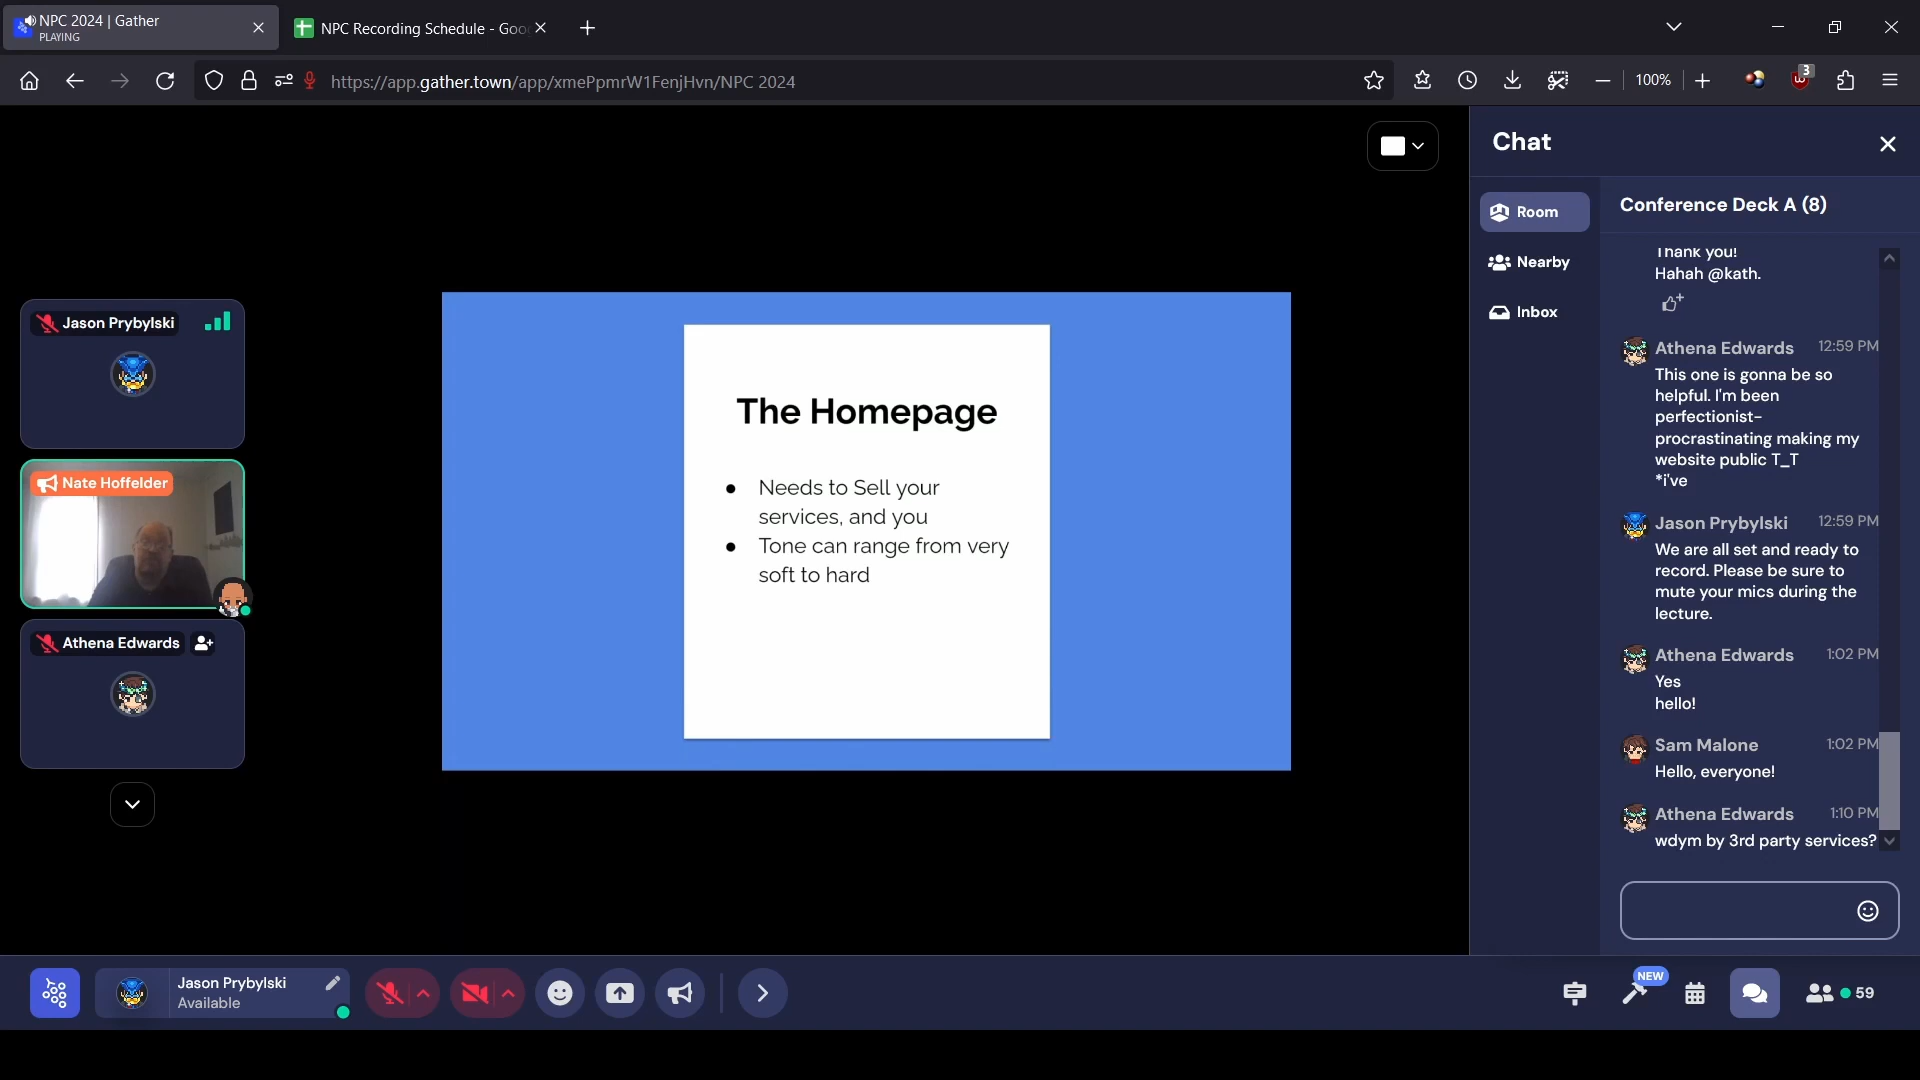 NPC 2024 | Gather
PLAYING
NPC Recording Schedule - Goo
https://app.gather.town/app/xmePpmrW1FenjHvn/NPC 2024
100%
3
Chat
Room
Nearby
Inbox
Conference Deck A (8)
Thank you!
Hahah @kath.
Athena Edwards 12:59 PM
This one is gonna be so
helpful. I'm been
perfectionist-
procrastinating making my
website public T_T
*i've
Jason Prybylski 12:59 PM
We are all set and ready to
record. Please be sure to
mute your mics during the
lecture.
Athena Edwards 1:02 PM
Yes
hello!
Sam Malone 1:02 PM
Hello, everyone!
Athena Edwards 1:10 PM
wdym by 3rd party services?
Jason Prybylski
Nate Hoffelder
Athena Edwards
The Homepage
● Needs to Sell your
services, and you
● Tone can range from very
soft to hard
Jason Prybylski
Available
NEW
59